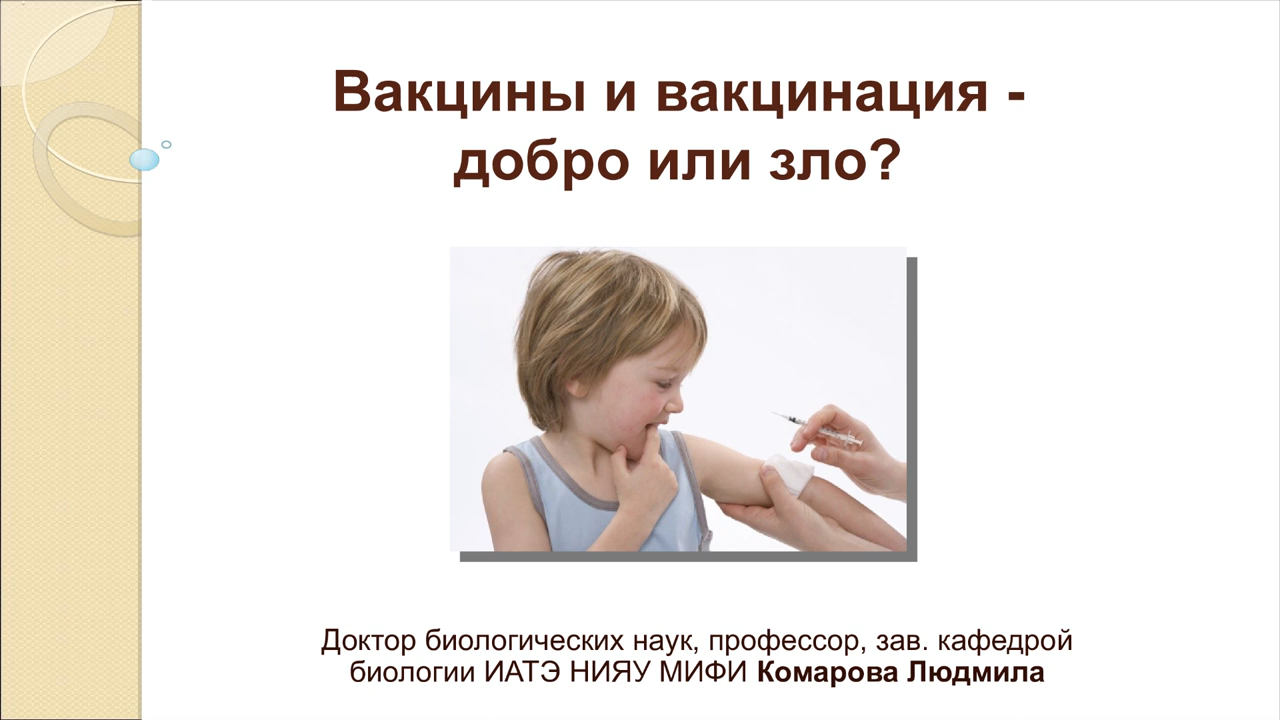 Вакцины и вакцинация -
добро или зло?
Доктор биологических наук, профессор, зав. кафедрой
биологии ИАТЭ НИЯУ МИФИ Комарова Людмила